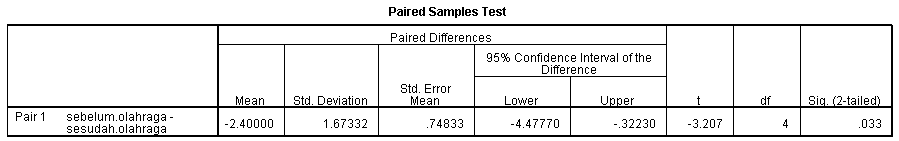 Paired Samples Test
Paired Differences
95% Confidence Interval of the
Difference
Mean Std. Deviation Std. Error
Mean Lower Upper t df Sig. (2-tailed)
Pair 1 sebelum.olahraga -
sesudah.olahraga -2.40000 1.67332 .74833 -4.47770 -.32230 -3.207 4 .033